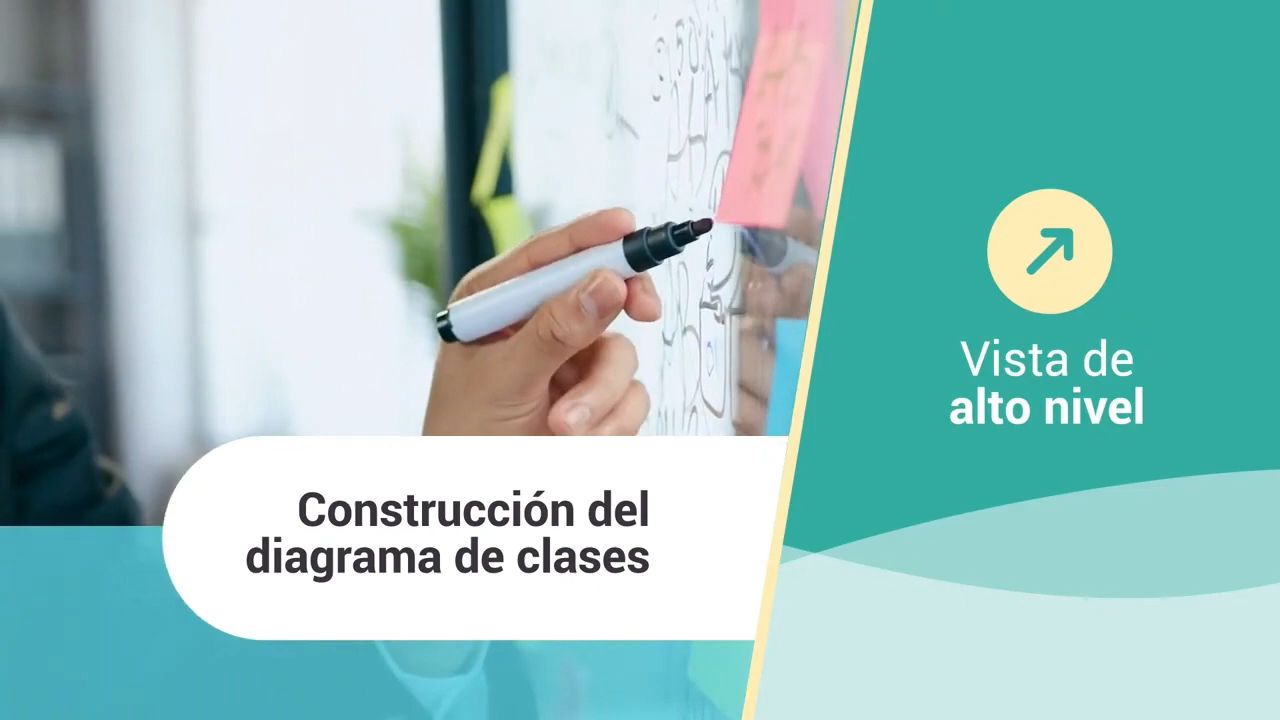 Construcción del
diagrama de clases
Vista de
alto nivel